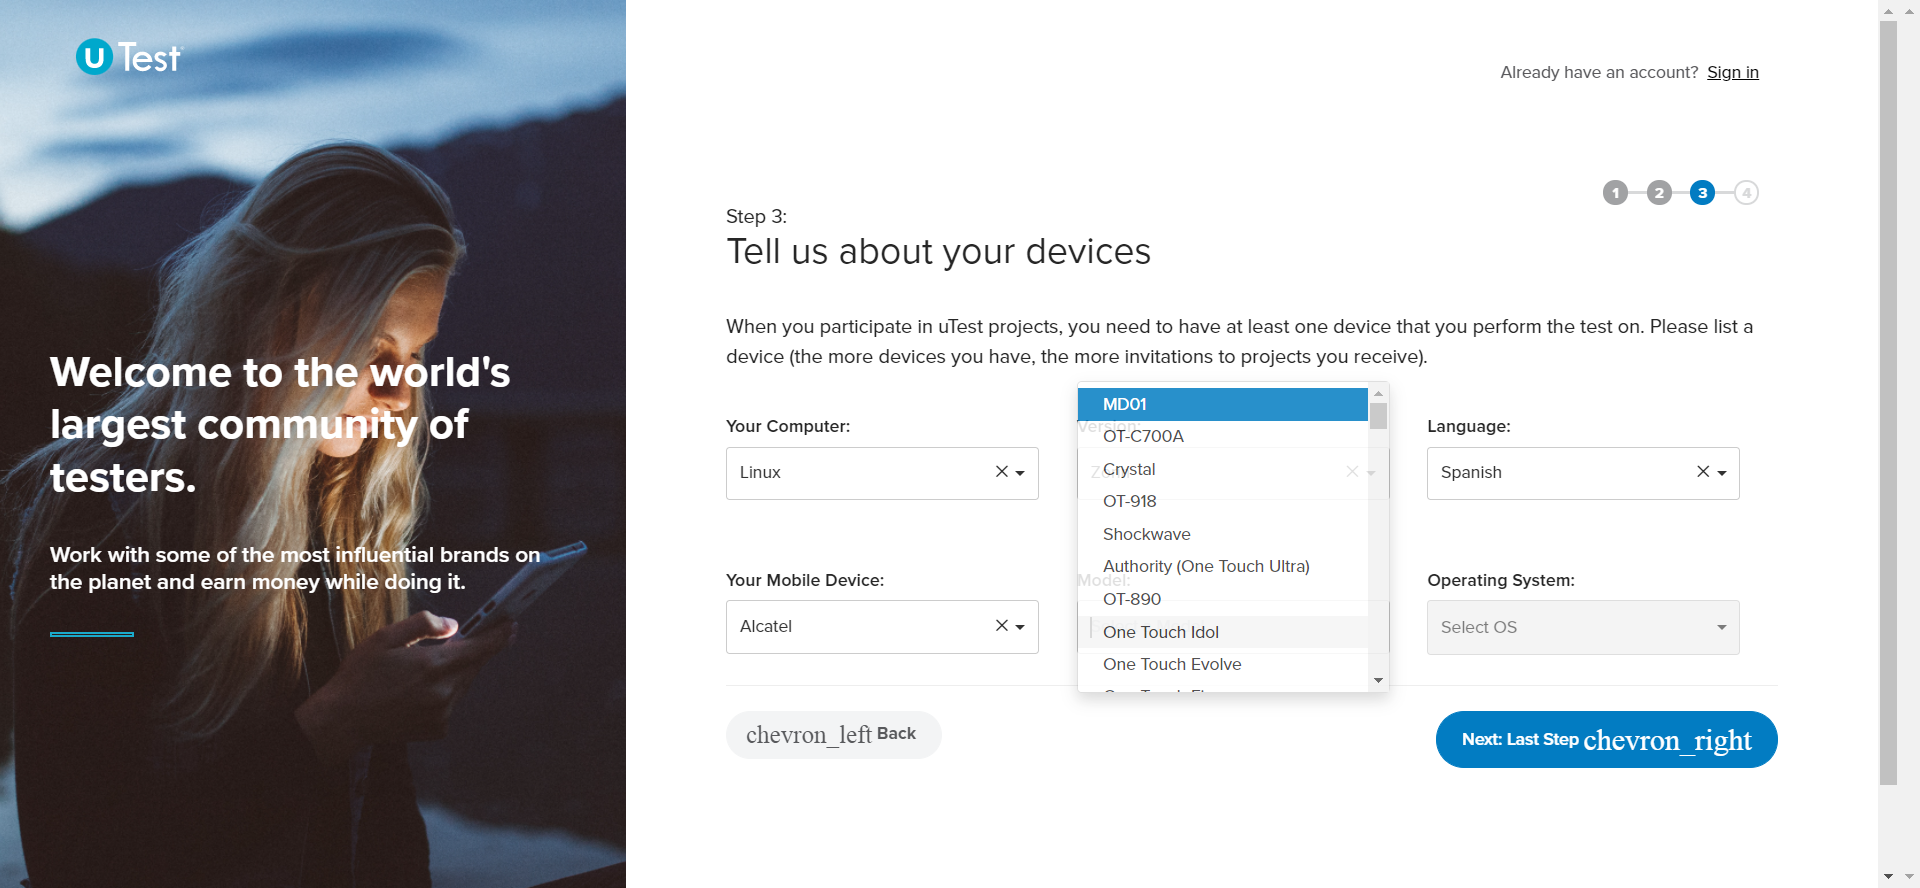 uTest
Already have an account? Sign in
1 2 3 4
Step 3:
Tell us about your devices
When you participate in uTest projects, you need to have at least one device that you perform the test on. Please list a
device (the more devices you have, the more invitations to projects you receive).
Welcome to the world's
largest community of
testers.
Work with some of the most influential brands on
the planet and earn money while doing it.
Your Computer:
Linux
Version:
Language:
Spanish
MD01
OT-C700A
Crystal
OT-918
Shockwave
Authority (One Touch Ultra)
OT-890
One Touch Idol
One Touch Evolve
Your Mobile Device:
Alcatel
Model:
Operating System:
Select OS
chevron_left Back
Next: Last Step chevron_right